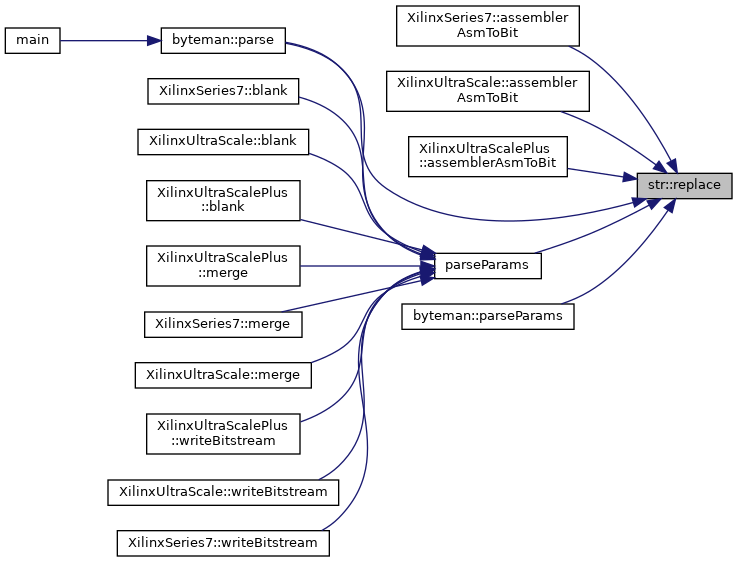 main
byteman::parse
XilinxSeries7::blank
XilinxUltraScale::blank
XilinxUltraScalePlus
::blank
XilinxUltraScalePlus
::merge
XilinxSeries7::merge
XilinxUltraScale::merge
XilinxUltraScalePlus
::writeBitstream
XilinxUltraScale::writeBitstream
XilinxSeries7::writeBitstream
XilinxSeries7::assembler
AsmToBit
XilinxUltraScale::assembler
AsmToBit
XilinxUltraScalePlus
::assemblerAsmToBit
parseParams
byteman::parseParams
str::replace